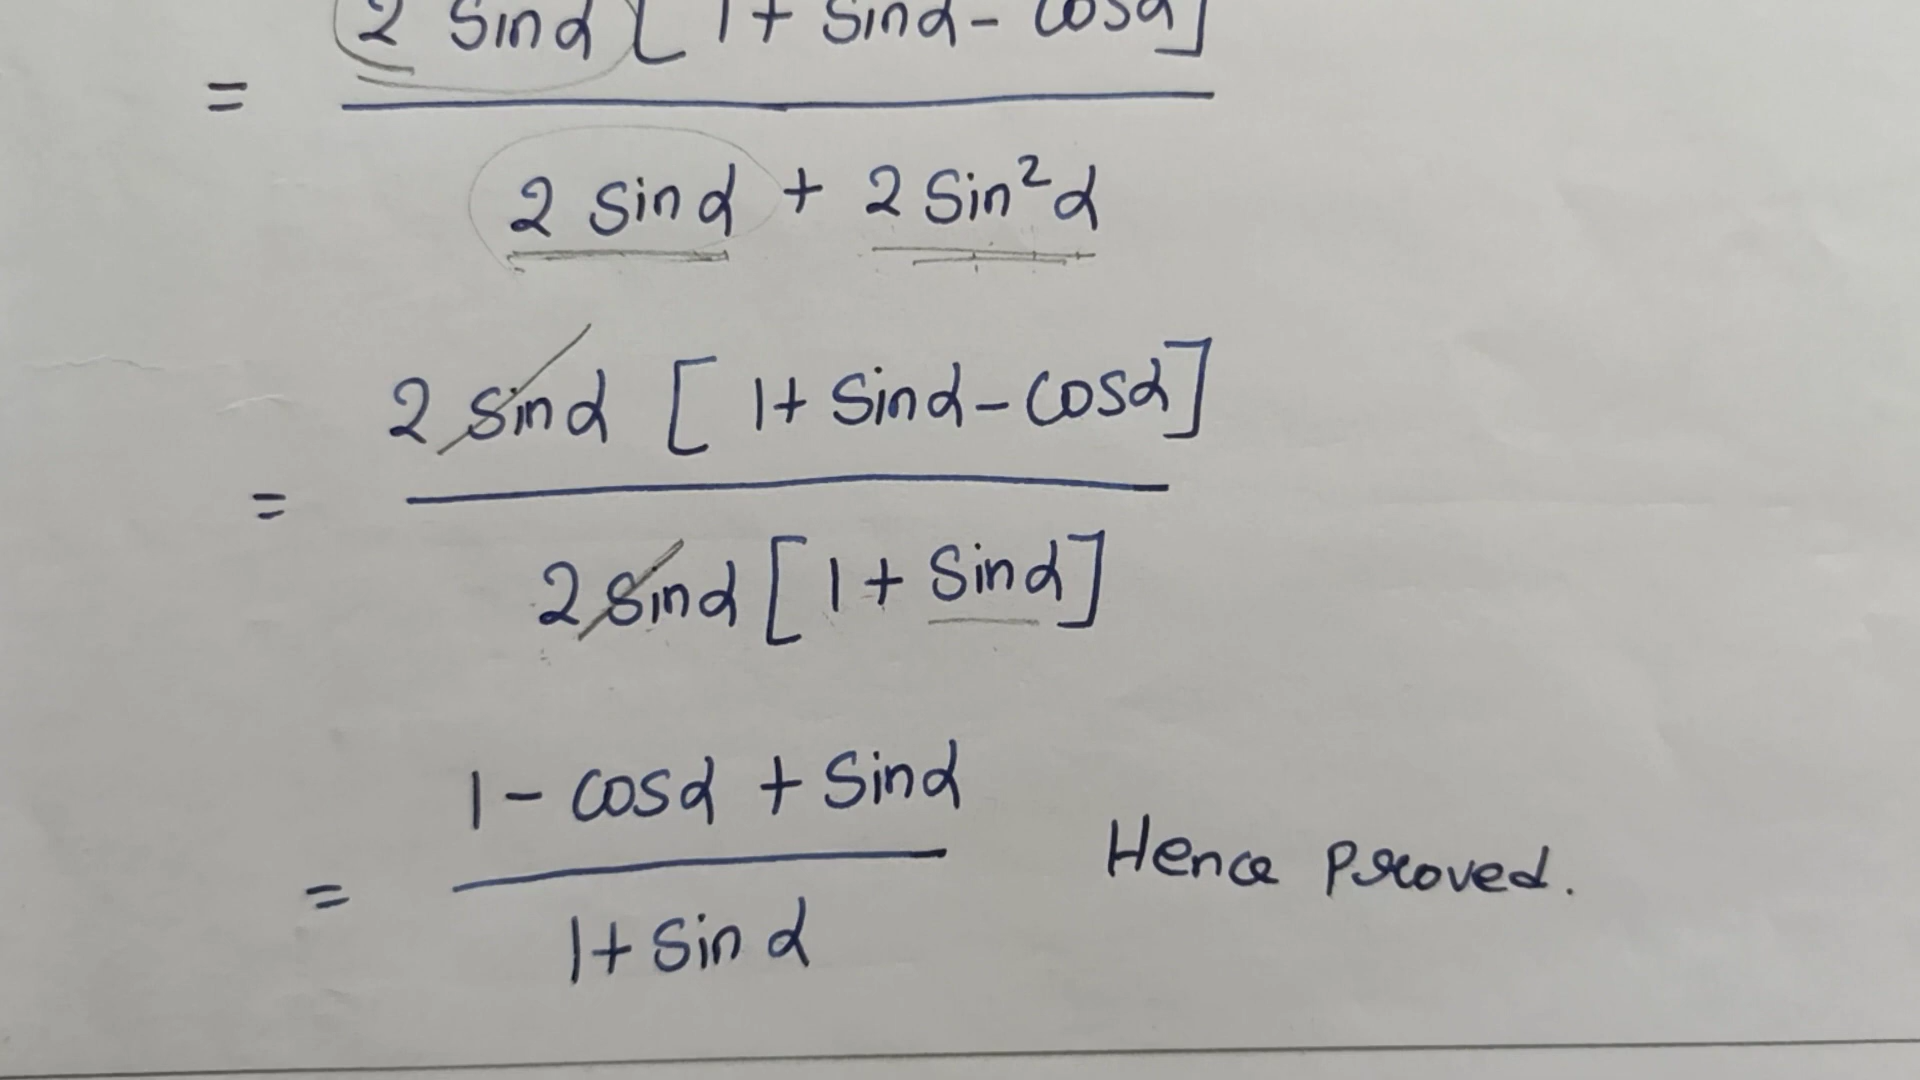 2 Sinα [ 1 + Sinα - cosα ]
=
2 Sinα + 2 Sin²α
2 Sinα [ 1 + Sinα - cosα ]
=
2 Sinα [ 1 + Sinα ]
1 - cosα + Sinα
= Hence Proved.
1 + Sinα